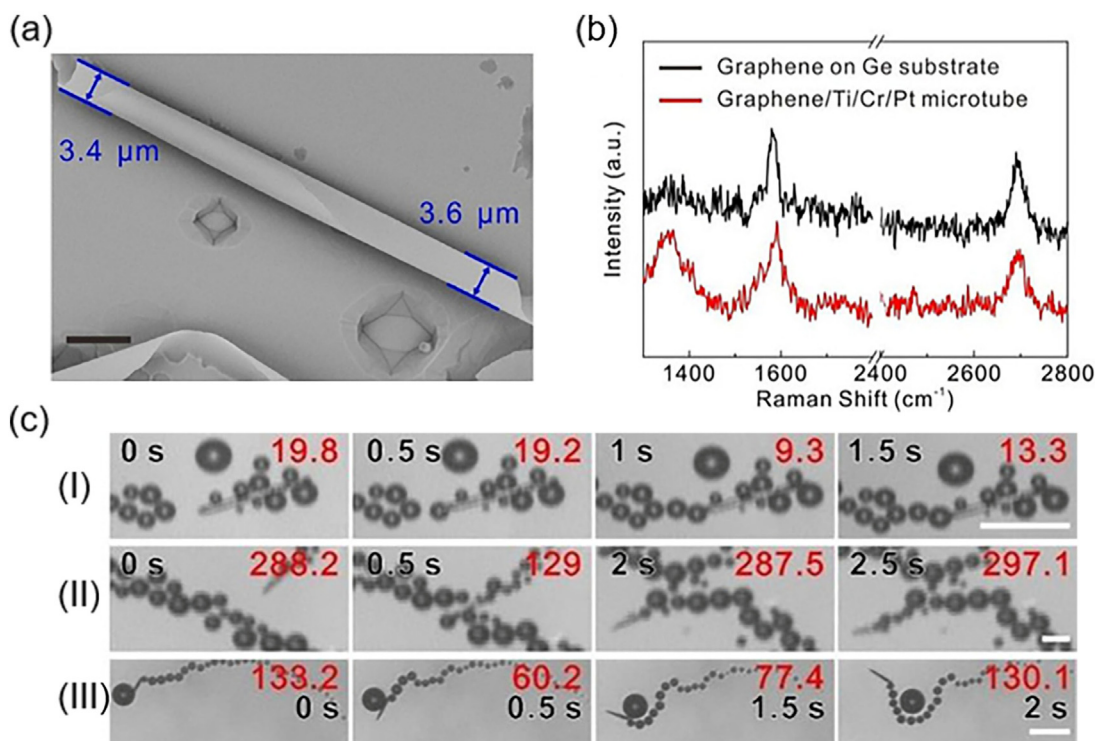 (a)
3.4 μm
3.6 μm
(b)
Graphene on Ge substrate
Graphene/Ti/Cr/Pt microtube
Intensity (a.u.)
1400 1600 2400 2600 2800
Raman Shift (cm⁻¹)
(c)
(I)
0 s 19.8 0.5 s 19.2 1 s 9.3 1.5 s 13.3
(II)
0 s 288.2 0.5 s 129 2 s 287.5 2.5 s 297.1
(III)
133.2 60.2 77.4 130.1
0 s 0.5 s 1.5 s 2 s